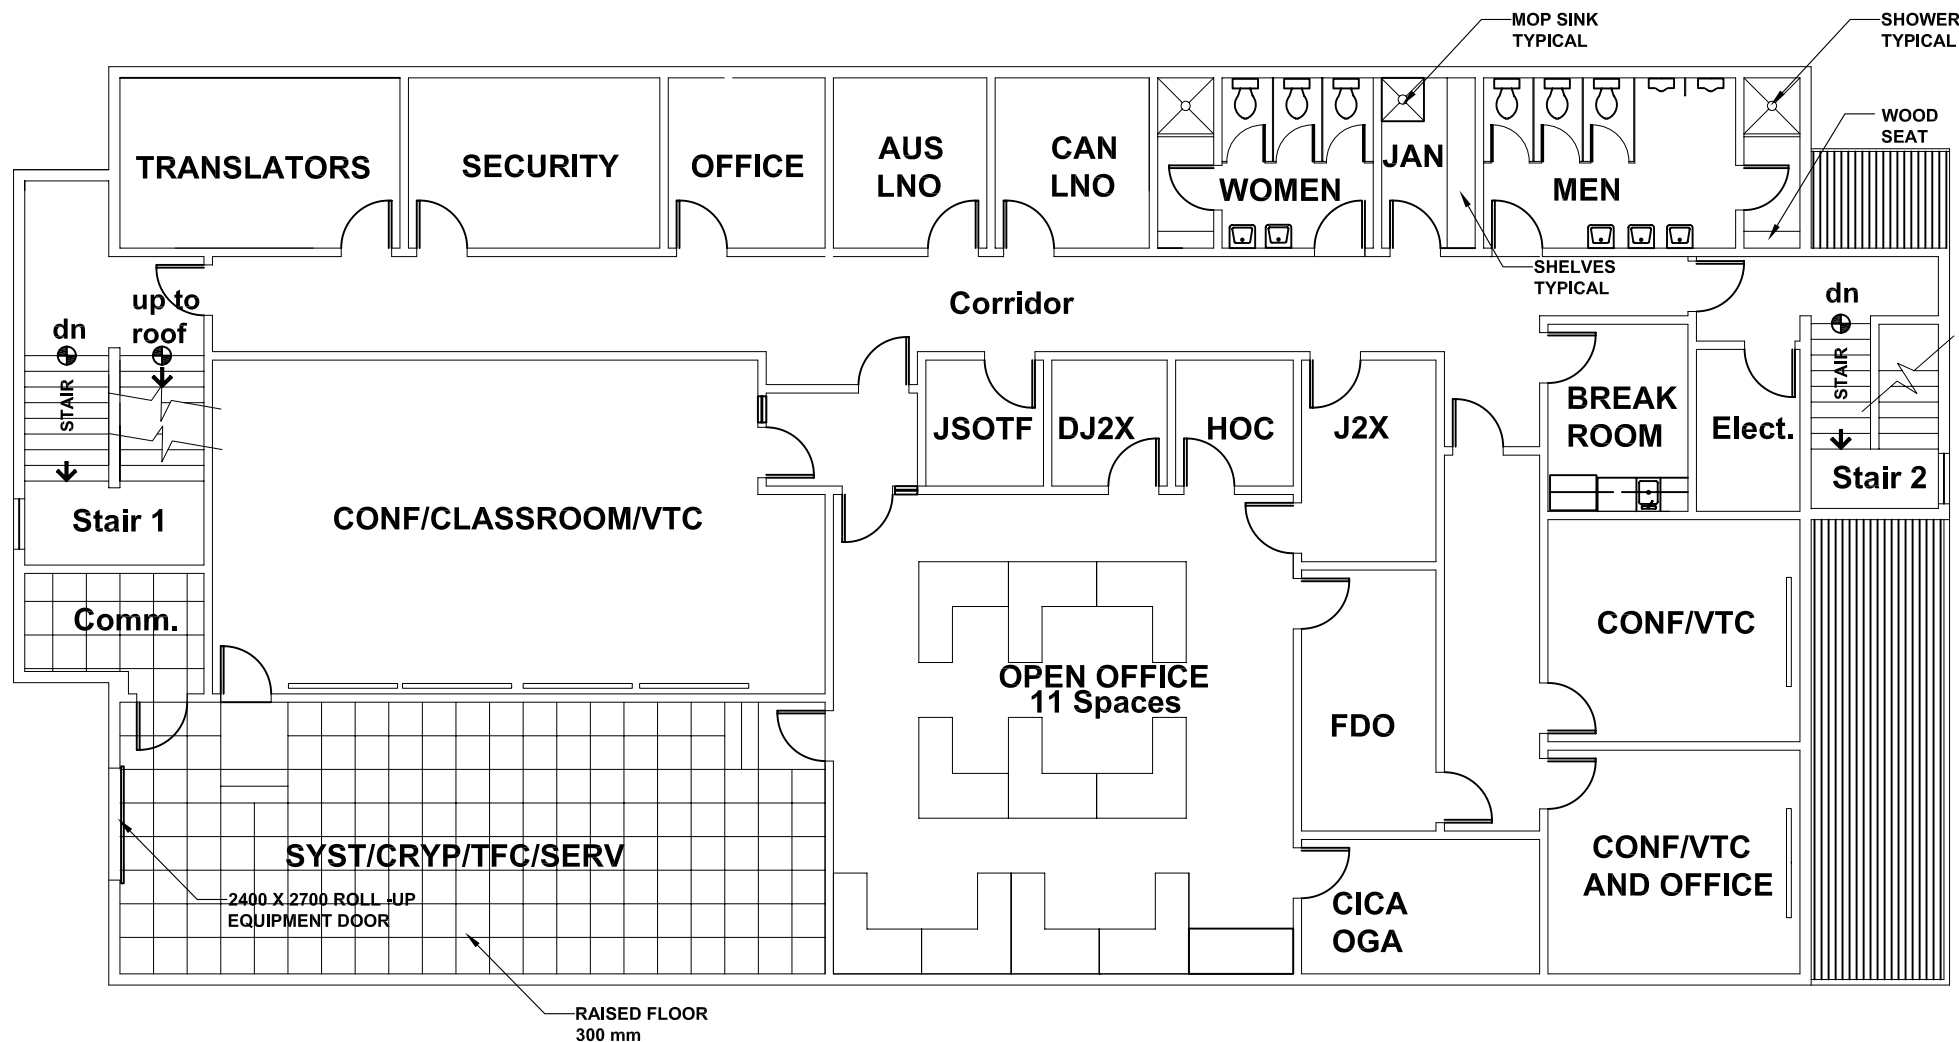 MOP SINK
TYPICAL
SHOWER
TYPICAL
WOOD
SEAT
TRANSLATORS
SECURITY
OFFICE
AUS
LNO
CAN
LNO
WOMEN
JAN
MEN
SHELVES
TYPICAL
up to
roof
dn
STAIR
Stair 1
Corridor
dn
STAIR
Stair 2
JSOTF
DJ2X
HOC
J2X
BREAK
ROOM
Elect.
CONF/CLASSROOM/VTC
Comm.
OPEN OFFICE
11 Spaces
CONF/VTC
FDO
SYST/CRYP/TFC/SERV
2400 X 2700 ROLL -UP
EQUIPMENT DOOR
CICA
OGA
CONF/VTC
AND OFFICE
RAISED FLOOR
300 mm